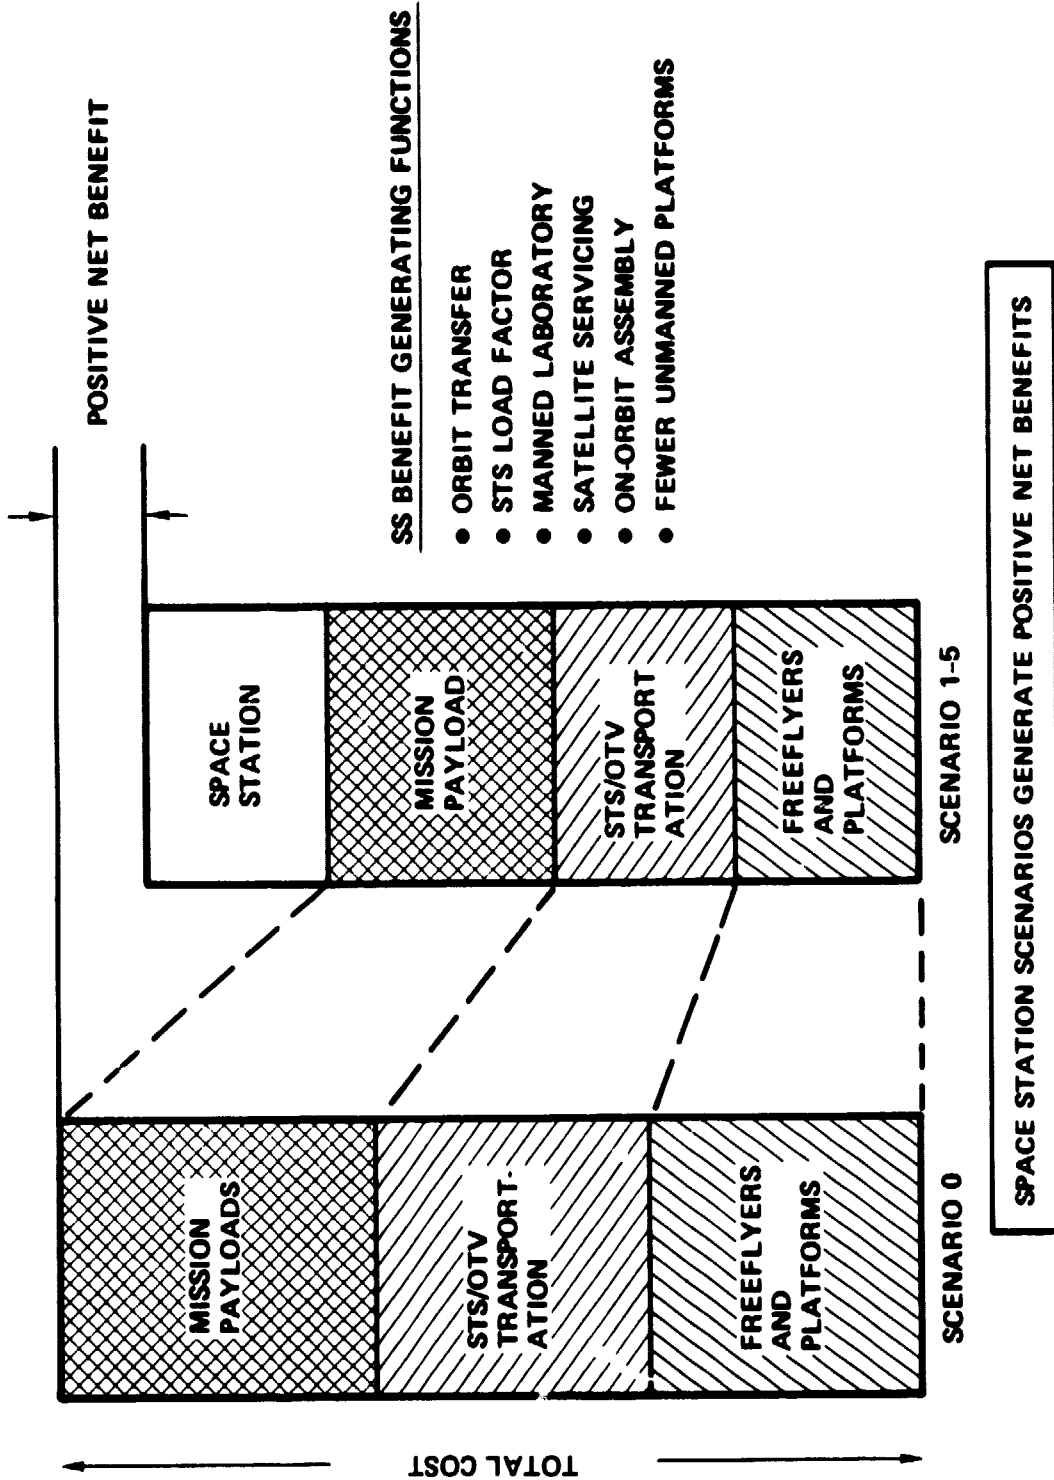 POSITIVE NET BENEFIT
SS BENEFIT GENERATING FUNCTIONS
● ORBIT TRANSFER
● STS LOAD FACTOR
● MANNED LABORATORY
● SATELLITE SERVICING
● ON-ORBIT ASSEMBLY
● FEWER UNMANNED PLATFORMS
TOTAL COST
MISSION
PAYLOADS
STS/OTV
TRANSPORT-
ATION
FREEFLYERS
AND
PLATFORMS
SCENARIO 0
SPACE
STATION
MISSION
PAYLOAD
STS/OTV
TRANSPORT
ATION
FREEFLYERS
AND
PLATFORMS
SCENARIO 1-5
SPACE STATION SCENARIOS GENERATE POSITIVE NET BENEFITS